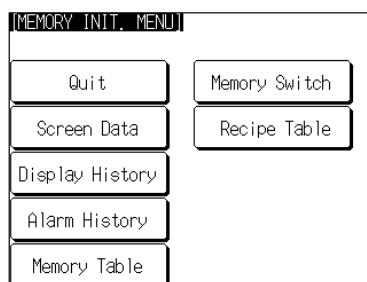 [MEMORY INIT. MENU]
Quit
Memory Switch
Screen Data
Recipe Table
Display History
Alarm History
Memory Table